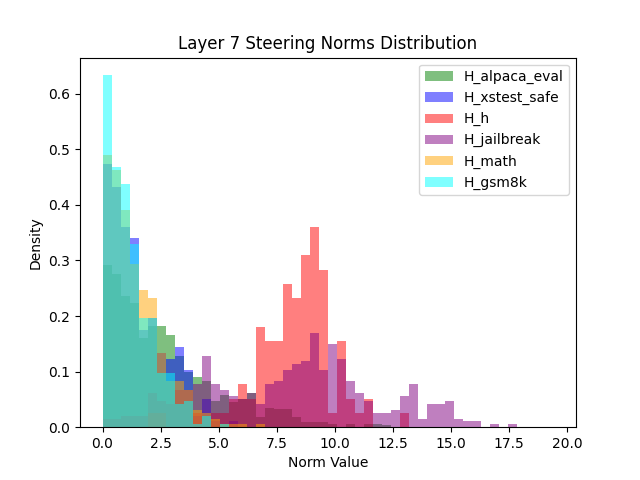 Layer 7 Steering Norms Distribution
H_alpaca_eval
H_xstest_safe
H_h
H_jailbreak
H_math
H_gsm8k
Density
0.6
0.5
0.4
0.3
0.2
0.1
0.0
0.0 2.5 5.0 7.5 10.0 12.5 15.0 17.5 20.0
Norm Value